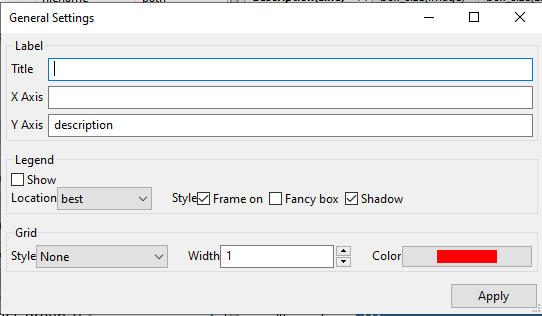 General Settings
Label
Title
X Axis
Y Axis description
Legend
Show
Location best Style Frame on Fancy box Shadow
Grid
Style None Width 1 Color
Apply